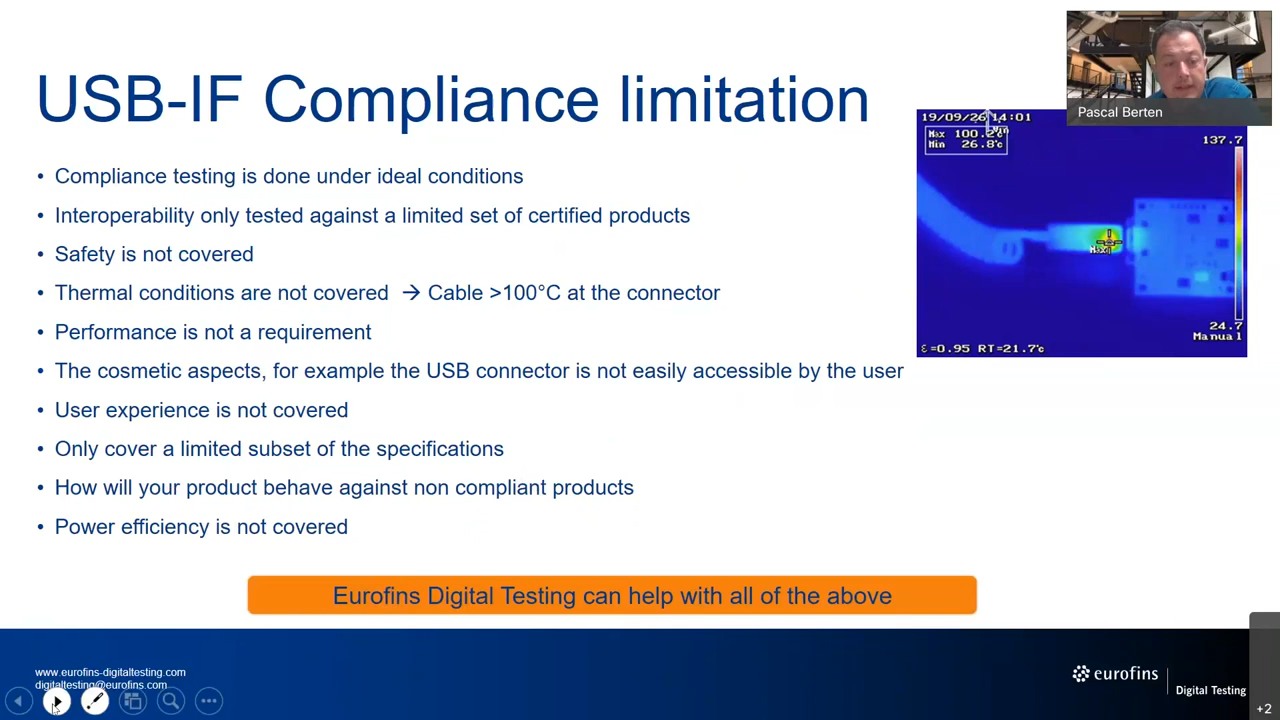 USB-IF Compliance limitation
Pascal Berten
• Compliance testing is done under ideal conditions
• Interoperability only tested against a limited set of certified products
• Safety is not covered
• Thermal conditions are not covered → Cable >100°C at the connector
• Performance is not a requirement
• The cosmetic aspects, for example the USB connector is not easily accessible by the user
• User experience is not covered
• Only cover a limited subset of the specifications
• How will your product behave against non compliant products
• Power efficiency is not covered
19/09/26 14:01
Max 100.2℃
Min 26.8℃
Min
137.7
Max
24.7
Manual
ε=0.95 RT=21.7℃
Eurofins Digital Testing can help with all of the above
www.eurofins-digitaltesting.com
digitaltesting@eurofins.com
eurofins
Digital Testing
+2